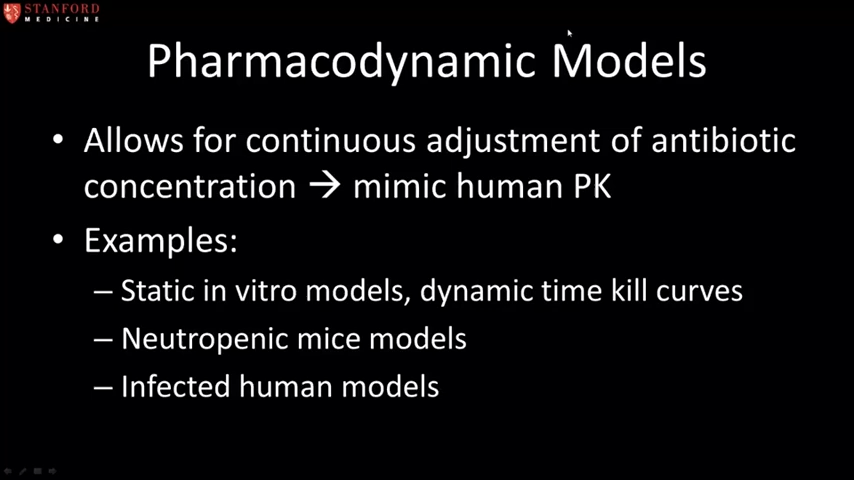 STANFORD
MEDICINE
Pharmacodynamic Models
• Allows for continuous adjustment of antibiotic
concentration → mimic human PK
• Examples:
– Static in vitro models, dynamic time kill curves
– Neutropenic mice models
– Infected human models